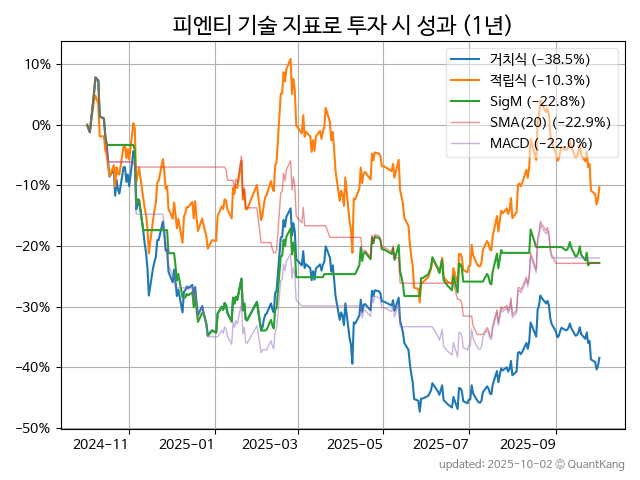 피엔티 기술 지표로 투자 시 성과 (1년)
거치식 (−38.5%)
적립식 (−10.3%)
SigM (−22.8%)
SMA(20) (−22.9%)
MACD (−22.0%)
10%
0%
−10%
−20%
−30%
−40%
−50%
2024-11 2025-01 2025-03 2025-05 2025-07 2025-09
updated: 2025-10-02 © QuantKang